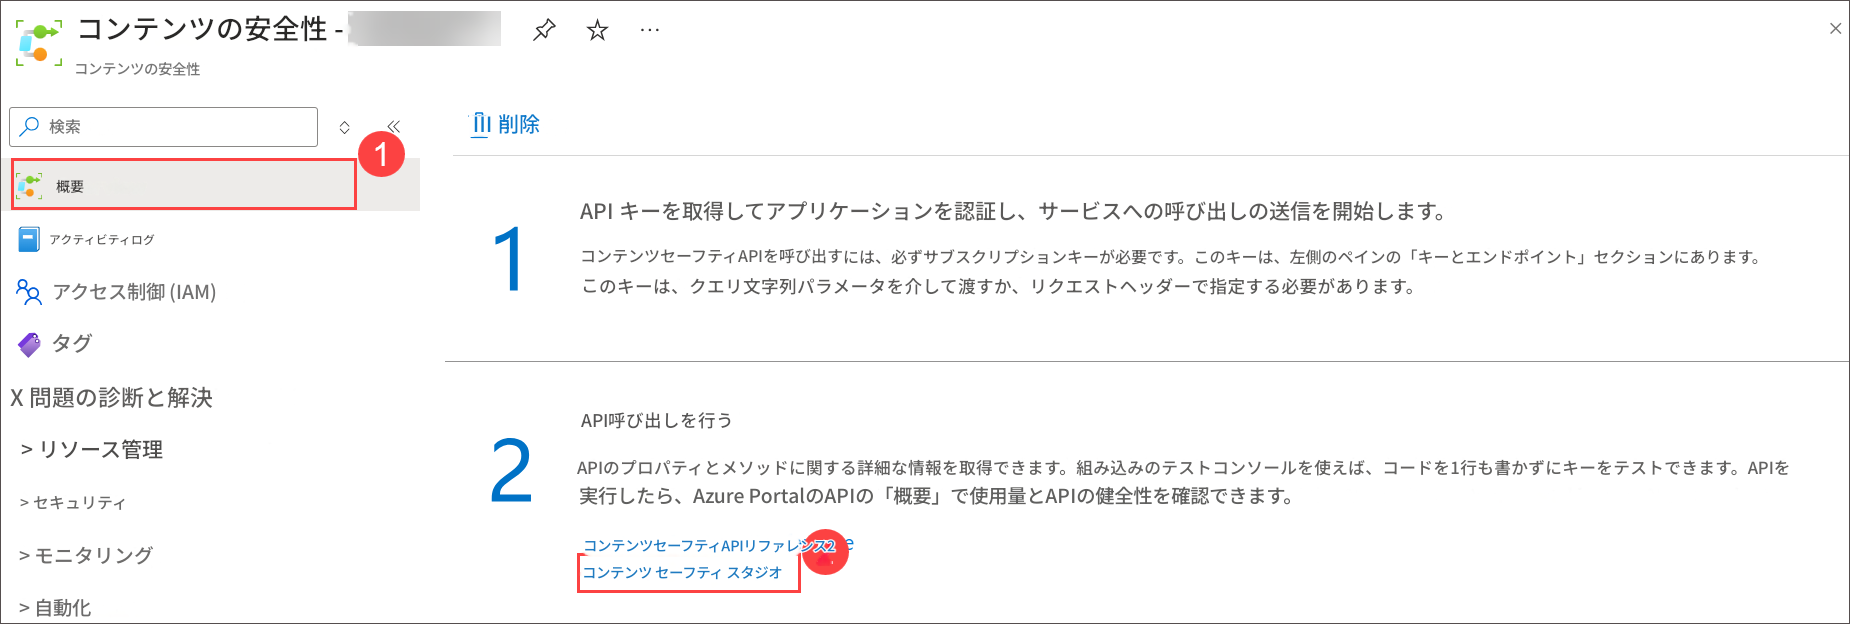 コンテンツの安全性 -
コンテンツの安全性
検索
1
概要
アクティビティログ
アクセス制御 (IAM)
タグ
X 問題の診断と解決
> リソース管理
> セキュリティ
> モニタリング
> 自動化
削除
1
API キーを取得してアプリケーションを認証し、サービスへの呼び出しの送信を開始します。
コンテンツセーフティAPIを呼び出すには、必ずサブスクリプションキーが必要です。このキーは、左側のペインの「キーとエンドポイント」セクションにあります。
このキーは、クエリ文字列パラメータを介して渡すか、リクエストヘッダーで指定する必要があります。
2
API呼び出しを行う
APIのプロパティとメソッドに関する詳細な情報を取得できます。組み込みのテストコンソールを使えば、コードを1行も書かずにキーをテストできます。APIを
実行したら、Azure PortalのAPIの「概要」で使用量とAPIの健全性を確認できます。
コンテンツセーフティAPIリファレンス2
コンテンツ セーフティ スタジオ